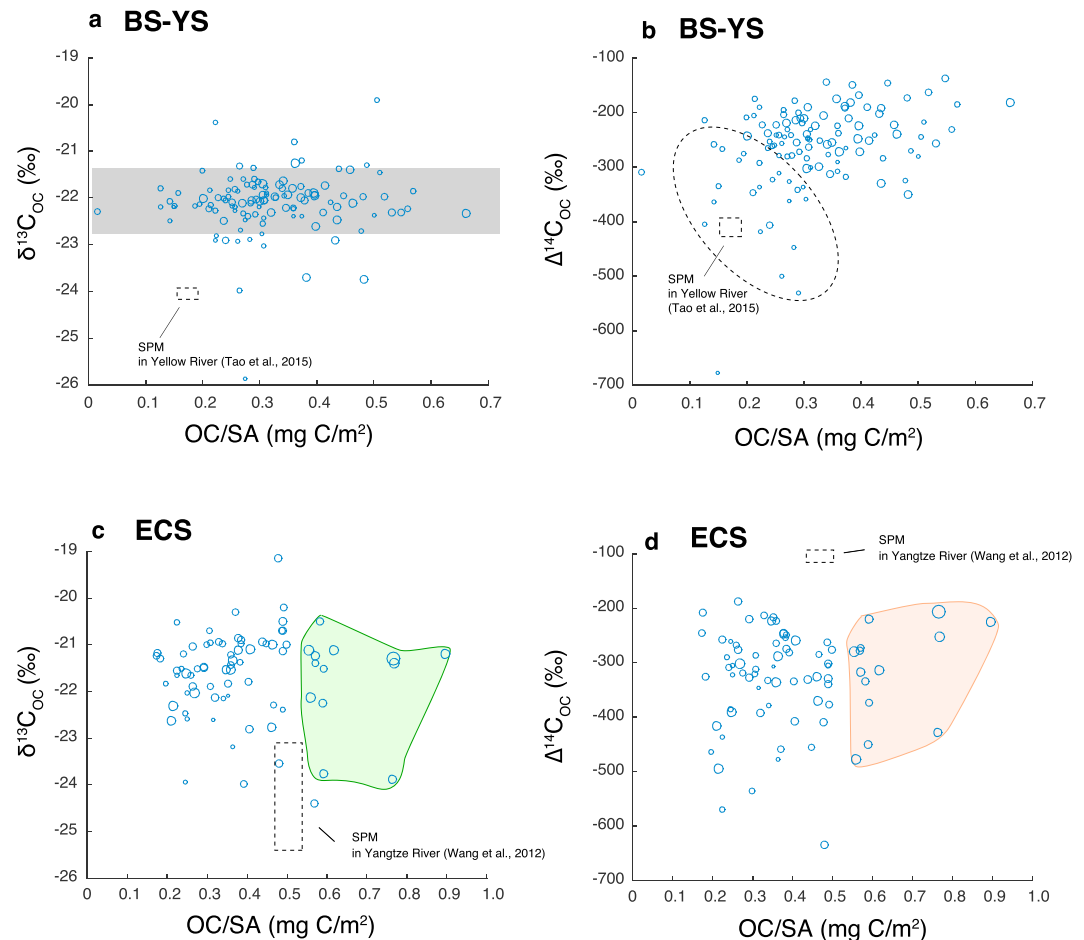 a BS-YS
-19
-20
-21
-22
-23
-24
-25
-26
δ¹³C_OC (‰)
SPM
in Yellow River (Tao et al., 2015)
0 0.1 0.2 0.3 0.4 0.5 0.6 0.7
OC/SA (mg C/m²)
b BS-YS
-100
-200
-300
-400
-500
-600
-700
Δ¹⁴C_OC (‰)
SPM
in Yellow River
(Tao et al., 2015)
0 0.1 0.2 0.3 0.4 0.5 0.6 0.7
OC/SA (mg C/m²)
c ECS
-19
-20
-21
-22
-23
-24
-25
-26
δ¹³C_OC (‰)
SPM
in Yangtze River (Wang et al., 2012)
0 0.1 0.2 0.3 0.4 0.5 0.6 0.7 0.8 0.9 1.0
OC/SA (mg C/m²)
d ECS
SPM
in Yangtze River (Wang et al., 2012)
-100
-200
-300
-400
-500
-600
-700
Δ¹⁴C_OC (‰)
0 0.1 0.2 0.3 0.4 0.5 0.6 0.7 0.8 0.9 1.0
OC/SA (mg C/m²)